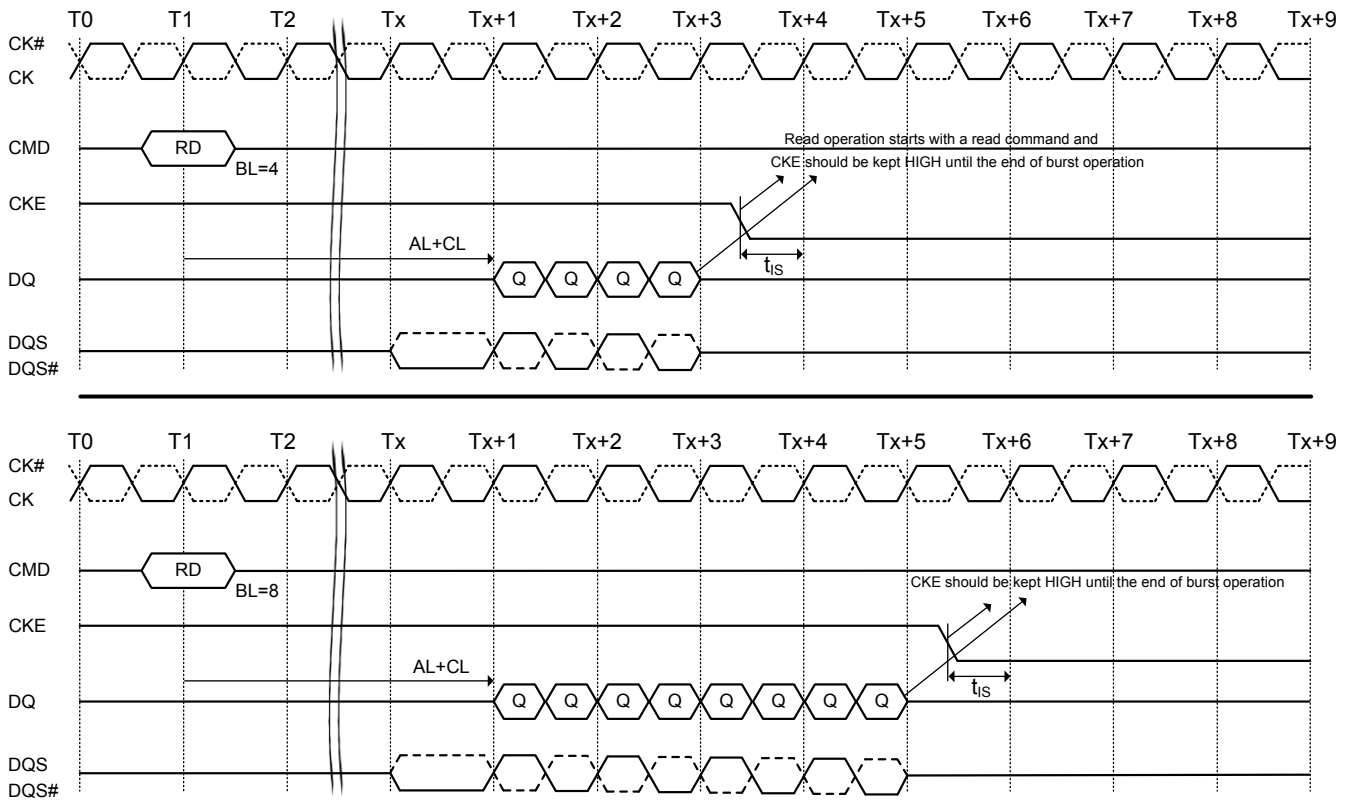 T0 T1 T2 Tx Tx+1 Tx+2 Tx+3 Tx+4 Tx+5 Tx+6 Tx+7 Tx+8 Tx+9
CK#
CK
CMD RD BL=4
Read operation starts with a read command and
CKE should be kept HIGH until the end of burst operation
CKE
AL+CL
tIS
DQ Q Q Q Q
DQS
DQS#
T0 T1 T2 Tx Tx+1 Tx+2 Tx+3 Tx+4 Tx+5 Tx+6 Tx+7 Tx+8 Tx+9
CK#
CK
CMD RD BL=8
CKE should be kept HIGH until the end of burst operation
CKE
AL+CL
tIS
DQ Q Q Q Q Q Q Q Q
DQS
DQS#